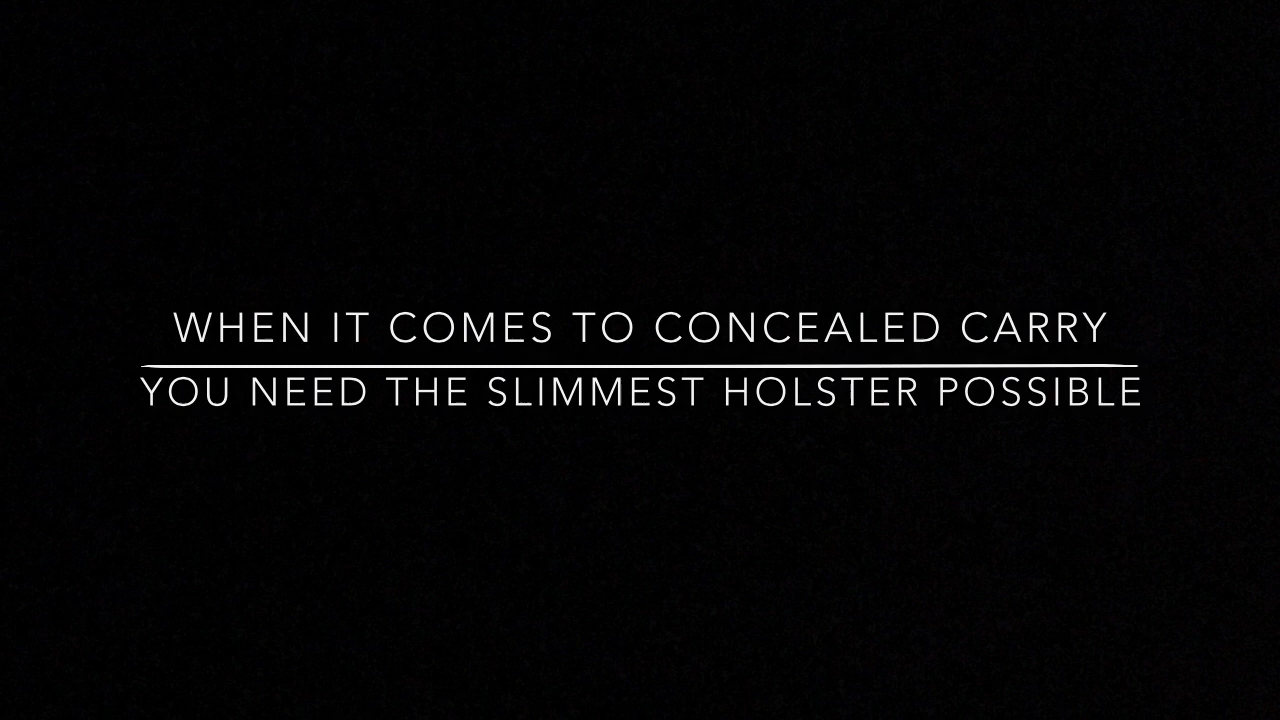 WHEN IT COMES TO CONCEALED CARRY
YOU NEED THE SLIMMEST HOLSTER POSSIBLE